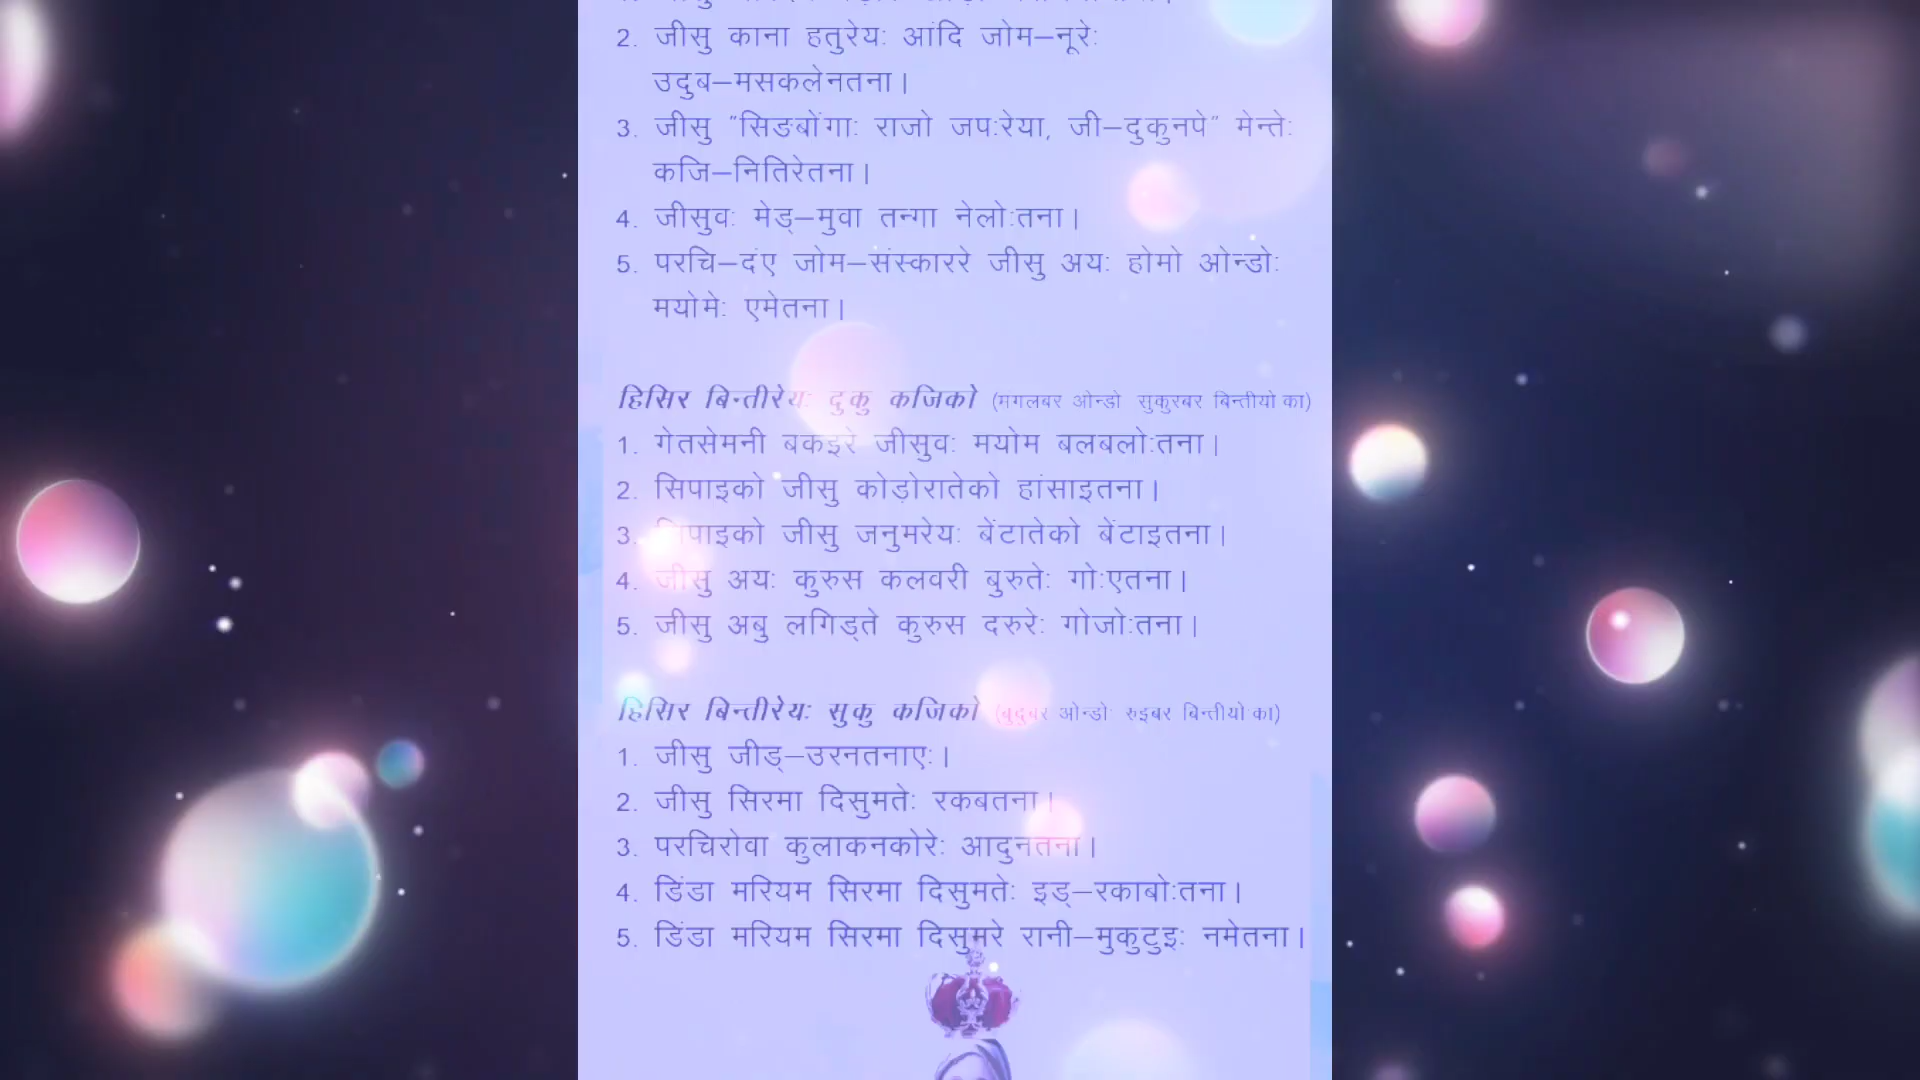 2. जीसु काना हतुरेयः आंदि जोम–नूरेः
उदुब–मसकलेनतना।
3. जीसु "सिङबोंगाः राजो जपःरेया, जी–दुकुनपे" मेन्तेः
कजि–नितिरेतना।
4. जीसुवः मेड्–मुवा तन्गा नेलोःतना।
5. परचि–दंए जोम–संस्काररे जीसु अयः होमो ओन्डोः
मयोमेः एमेतना।
हिसिर बिन्तीरेयः दुकु कजिको (मंगलबर ओन्डो सुकुरबर बिन्तीयो का)
1. गेतसेमनी बकइरे जीसुवः मयोम बलबलोःतना।
2. सिपाइको जीसु कोड़ोरातेको हांसाइतना।
3. सिपाइको जीसु जनुमरेयः बेंटातेको बेंटाइतना।
4. जीसु अयः कुरुस कलवरी बुरुतेः गोःएतना।
5. जीसु अबु लगिड्ते कुरुस दरुरेः गोजोःतना।
हिसिर बिन्तीरेयः सुकु कजिको (बुदुबर ओन्डोः रुइबर बिन्तीयो का)
1. जीसु जीड्–उरनतनाएः।
2. जीसु सिरमा दिसुमतेः रकबतना।
3. परचिरोवा कुलाकनकोरेः आदुनतना।
4. डिंडा मरियम सिरमा दिसुमतेः इड्–रकाबोःतना।
5. डिंडा मरियम सिरमा दिसुमरे रानी–मुकुटुइः नमेतना।